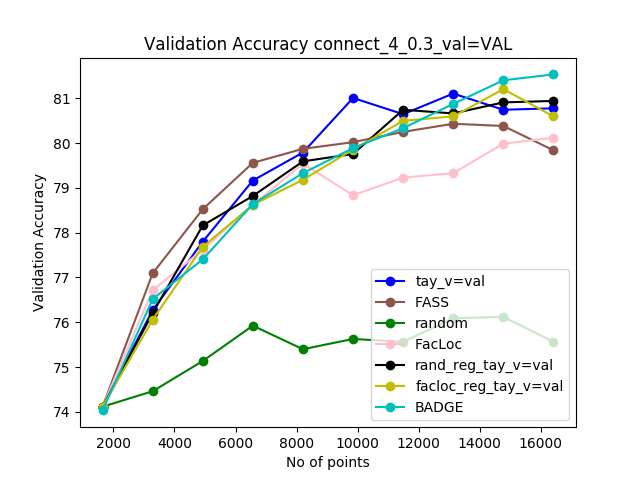 Validation Accuracy connect_4_0.3_val=VAL
Validation Accuracy
81
80
79
78
77
76
75
74
tay_v=val
FASS
random
FacLoc
rand_reg_tay_v=val
facloc_reg_tay_v=val
BADGE
2000 4000 6000 8000 10000 12000 14000 16000
No of points